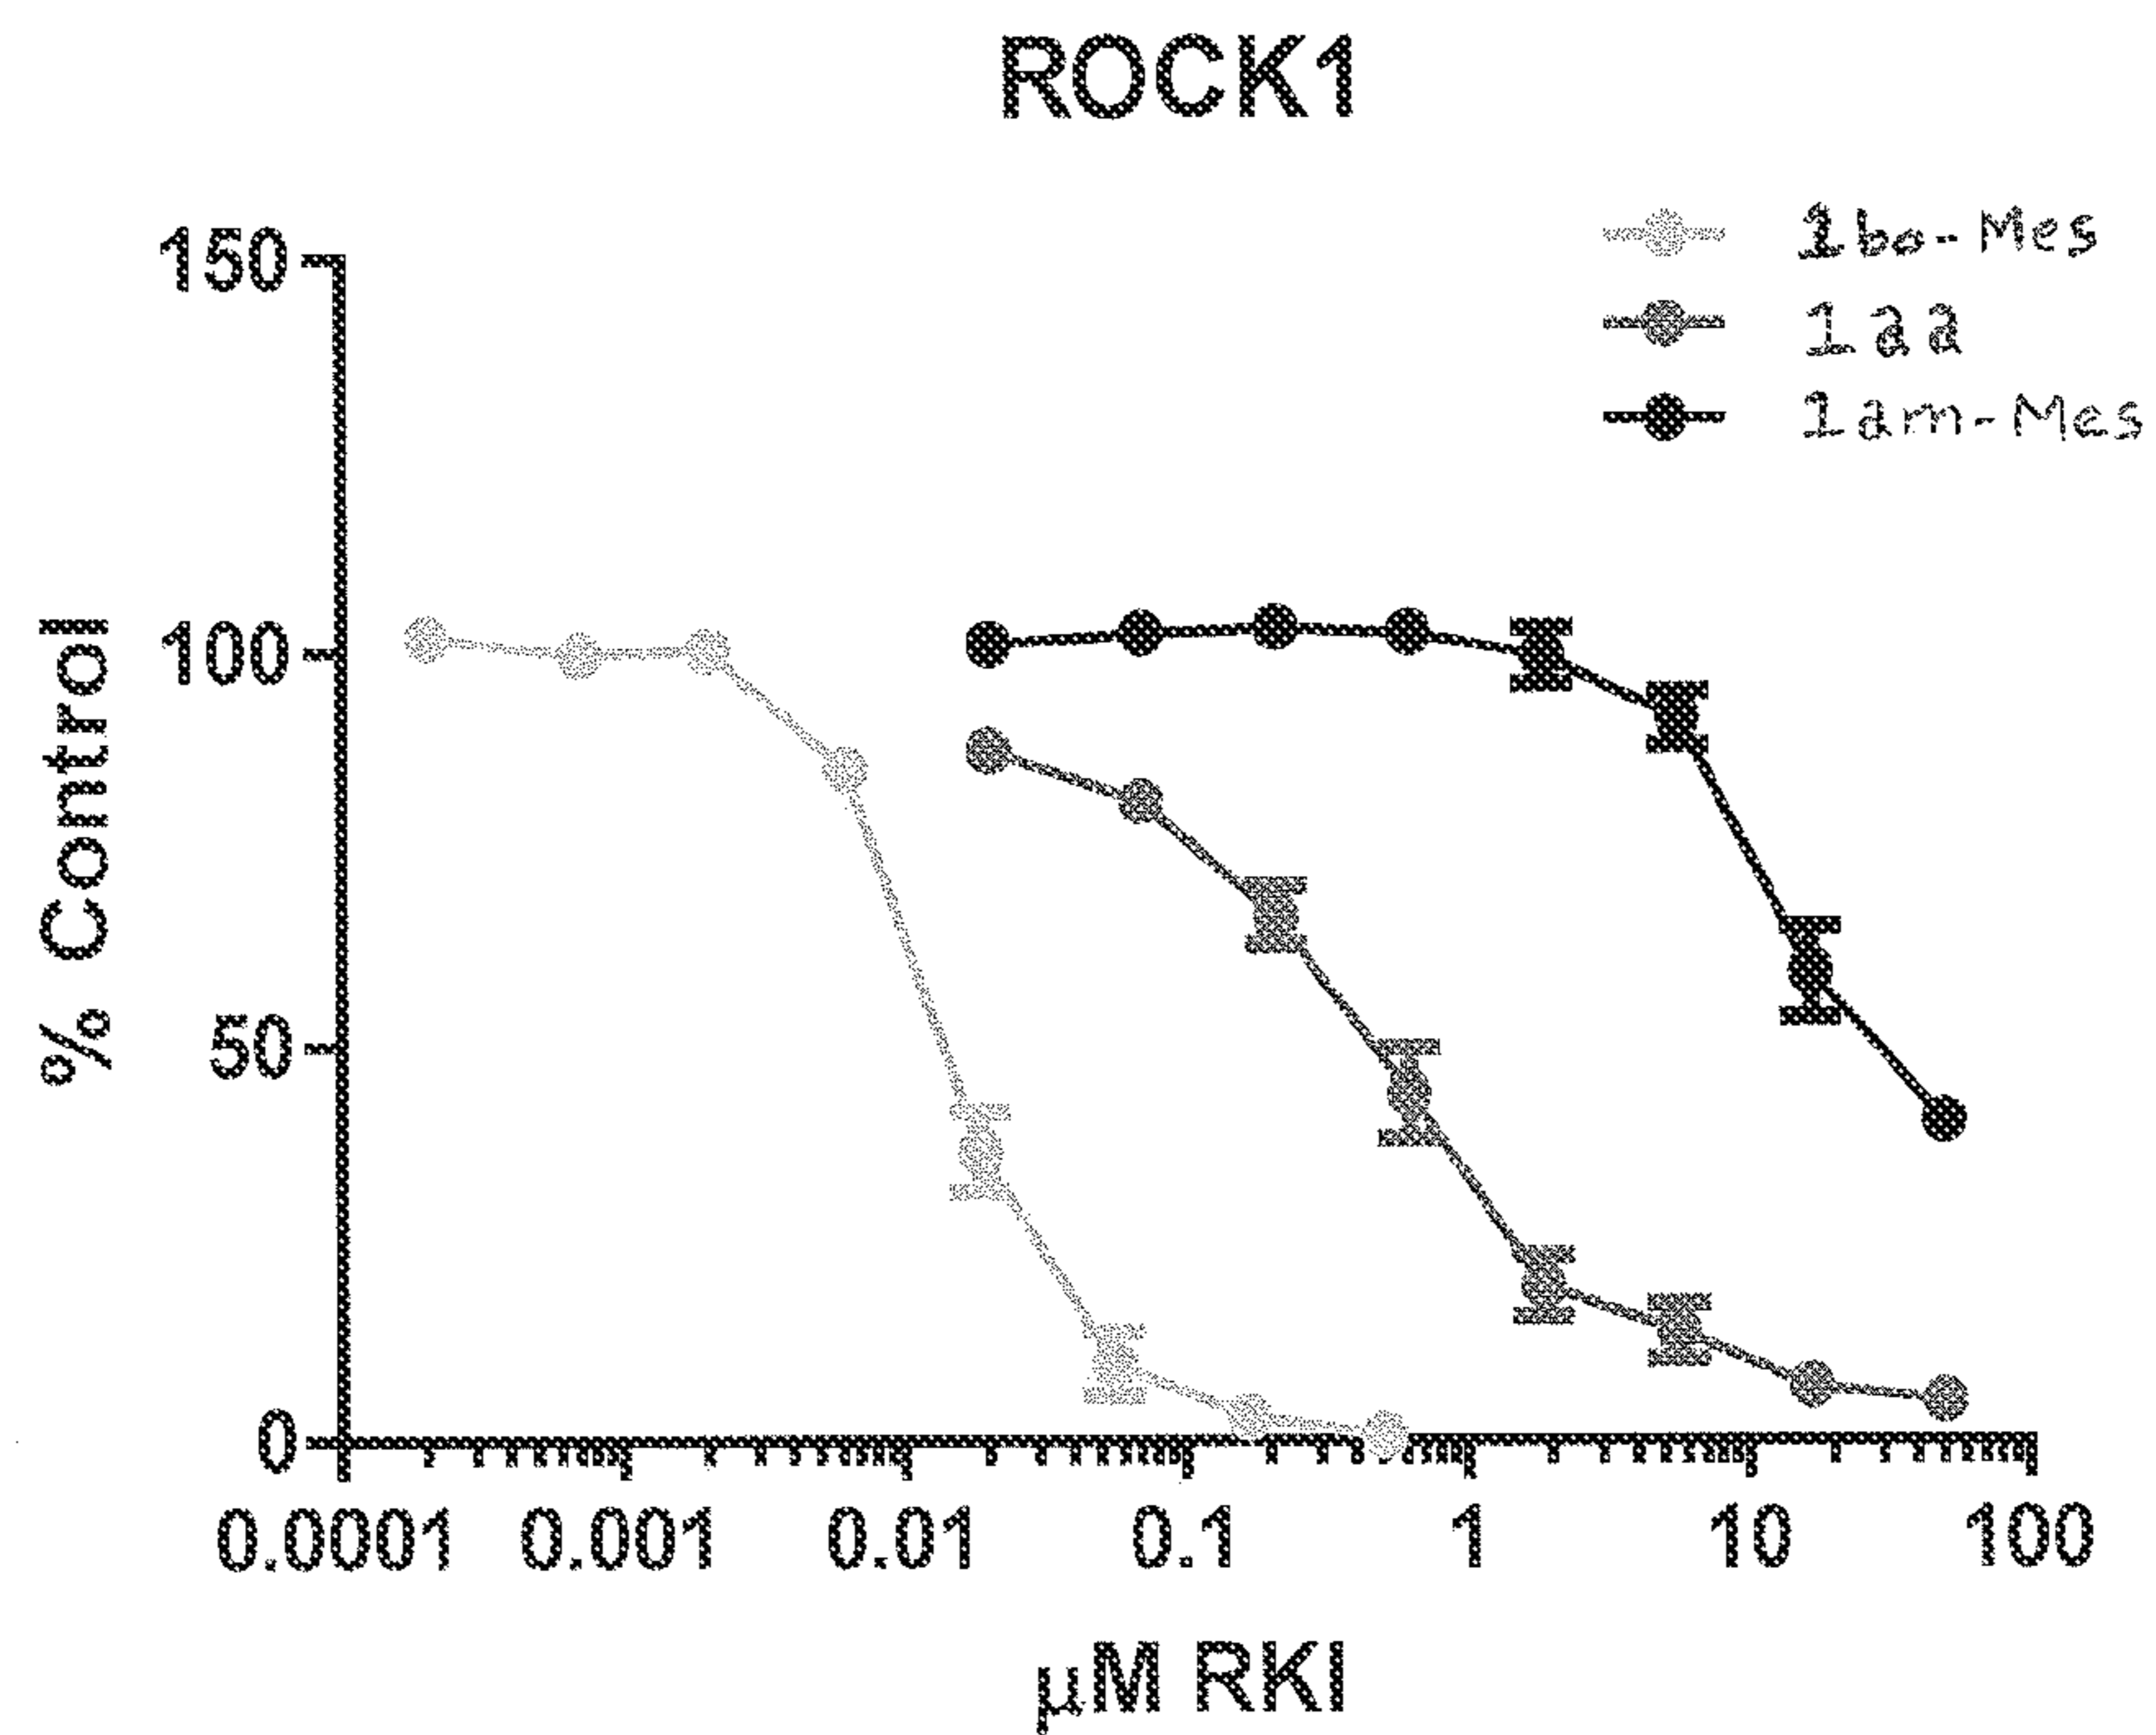 ROCK1
1bo-Mes
1aa
1am-Mes
% Control
150
100
50
0
0.0001 0.001 0.01 0.1 1 10 100
µM RKI